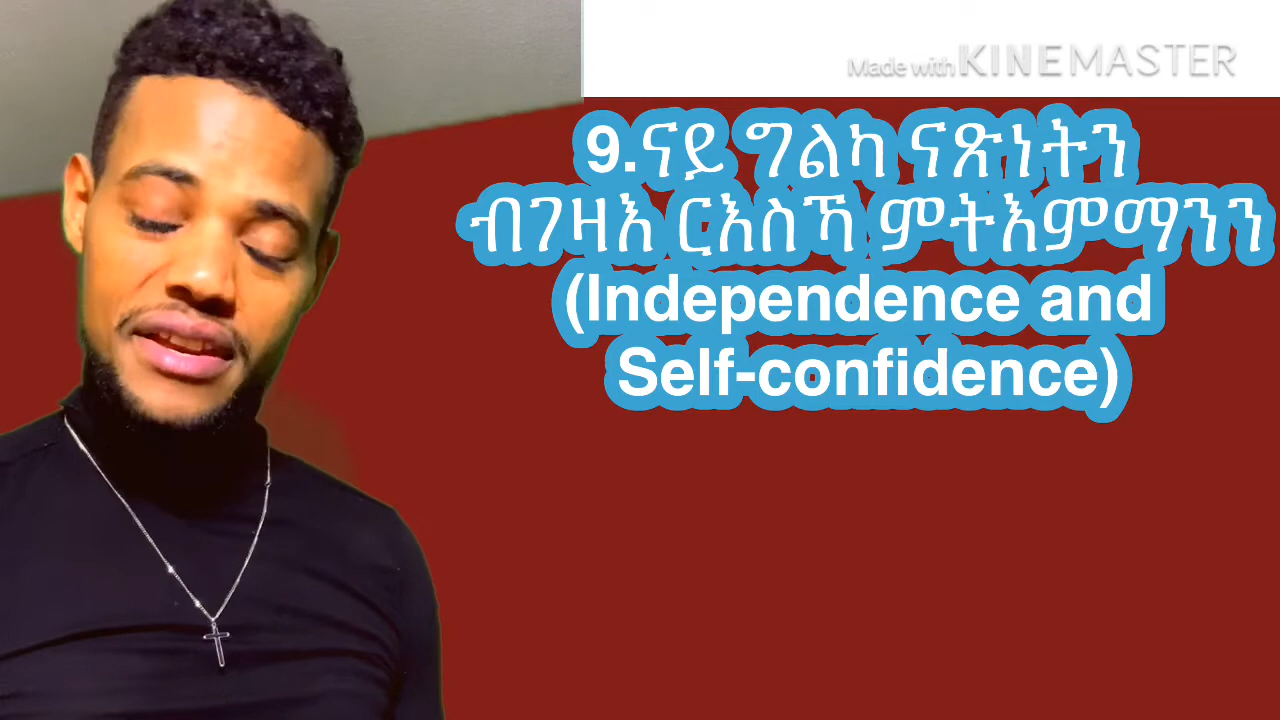 Made with KINEMASTER
9.ናይ ግልካ ናጽነትን
ብገዛእ ርእስኻ ምትእምማንን
(Independence and
Self-confidence)